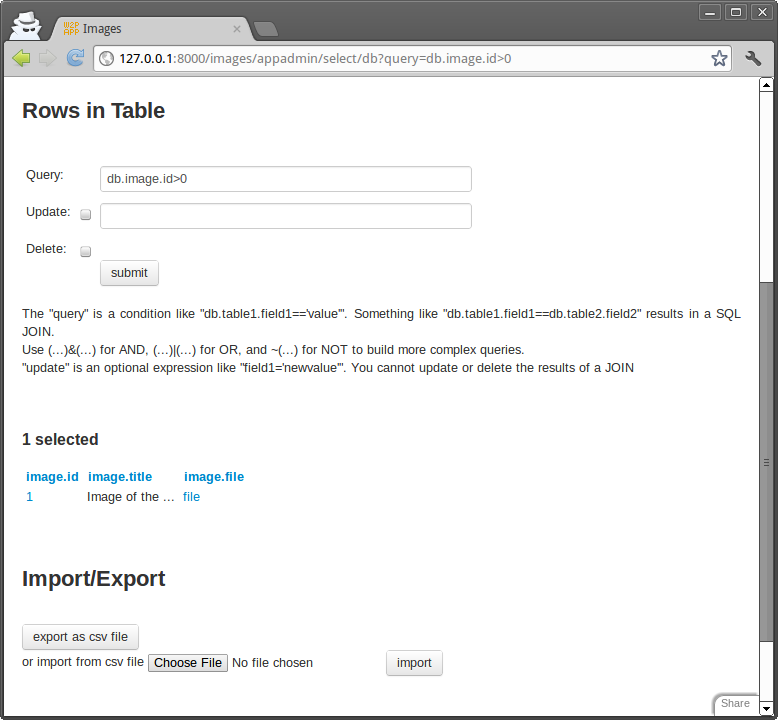 W2P
APP
Images
127.0.0.1:8000/images/appadmin/select/db?query=db.image.id>0
Rows in Table
Query:
db.image.id>0
Update:
Delete:
submit
The "query" is a condition like "db.table1.field1=='value'". Something like "db.table1.field1==db.table2.field2" results in a SQL
JOIN.
Use (...)&(...) for AND, (...)|(...) for OR, and ~(...) for NOT to build more complex queries.
"update" is an optional expression like "field1='newvalue'". You cannot update or delete the results of a JOIN
1 selected
image.id image.title image.file
1 Image of the ... file
Import/Export
export as csv file
or import from csv file Choose File No file chosen import
Share